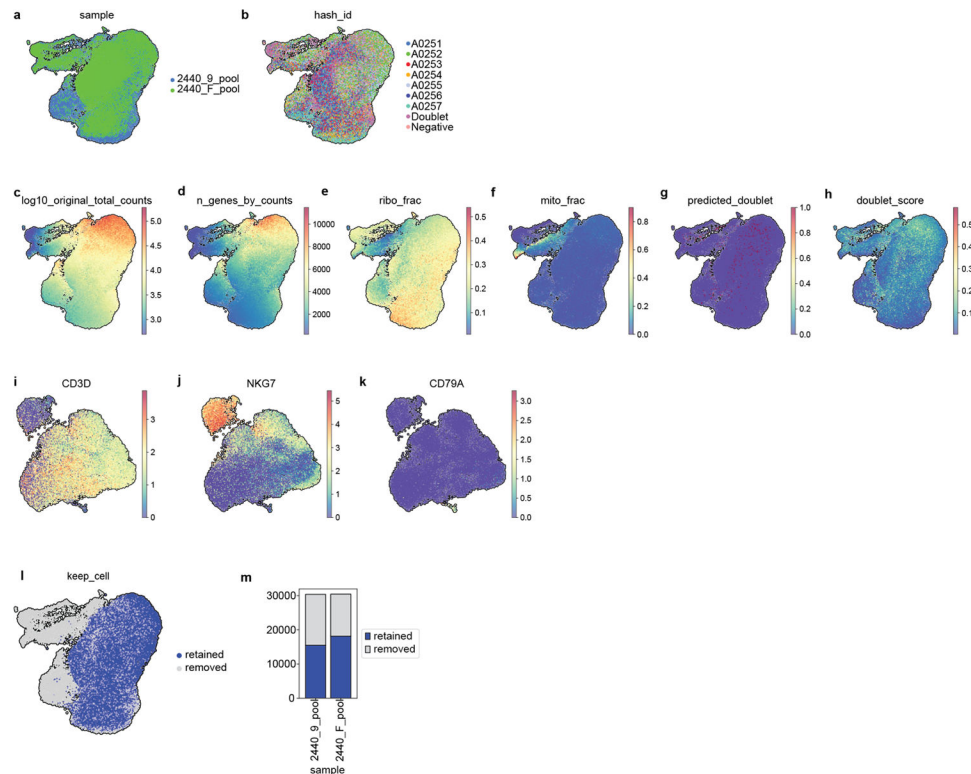 a
sample
2440_9_pool
2440_F_pool
b
hash_id
A0251
A0252
A0253
A0254
A0255
A0256
A0257
Doublet
Negative
c
log10_original_total_counts
5.0
4.5
4.0
3.5
3.0
d
n_genes_by_counts
10000
8000
6000
4000
2000
e
ribo_frac
0.5
0.4
0.3
0.2
0.1
f
mito_frac
0.8
0.6
0.4
0.2
0.0
g
predicted_doublet
1.0
0.8
0.6
0.4
0.2
0.0
h
doublet_score
0.5
0.4
0.3
0.2
0.1
i
CD3D
3
2
1
0
j
NKG7
5
4
3
2
1
0
k
CD79A
3.0
2.5
2.0
1.5
1.0
0.5
0.0
l
keep_cell
retained
removed
m
30000
20000
10000
0
2440_9_pool
2440_F_pool
sample
retained
removed